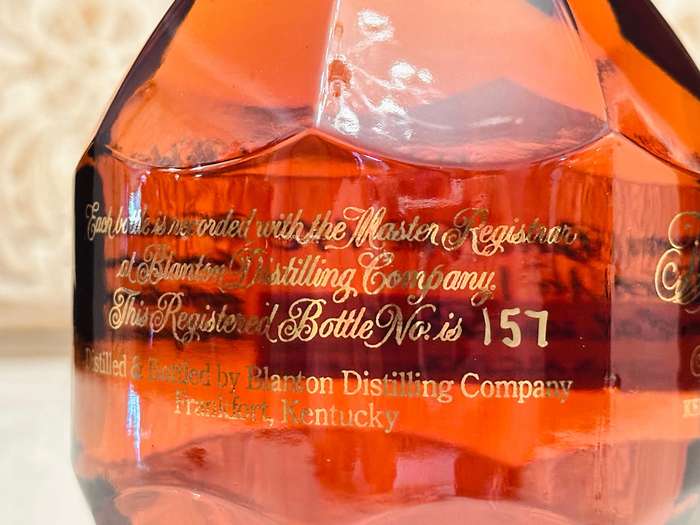 Each bottle is recorded with the Master Registrar
at Blanton Distilling Company.
This Registered Bottle No. is 157
Distilled & Bottled by Blanton Distilling Company
Frankfort, Kentucky